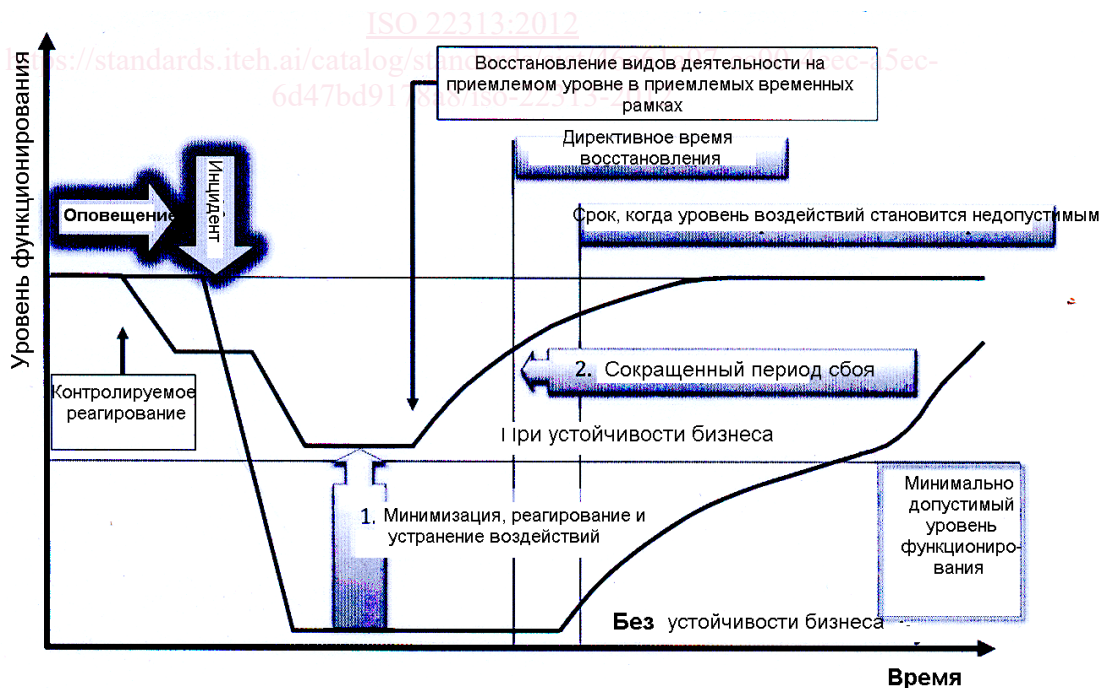 ISO 22313:2012
Восстановление видов деятельности на
приемлемом уровне в приемлемых временных
рамках
Директивное время
восстановления
Срок, когда уровень воздействий становится недопустимым
Уровень функционирования
Оповещение
Инцидент
Контролируемое
реагирование
2. Сокращенный период сбоя
При устойчивости бизнеса
1. Минимизация, реагирование и
устранение воздействий
Минимально
допустимый
уровень
функциониро-
вания
Без устойчивости бизнеса
Время